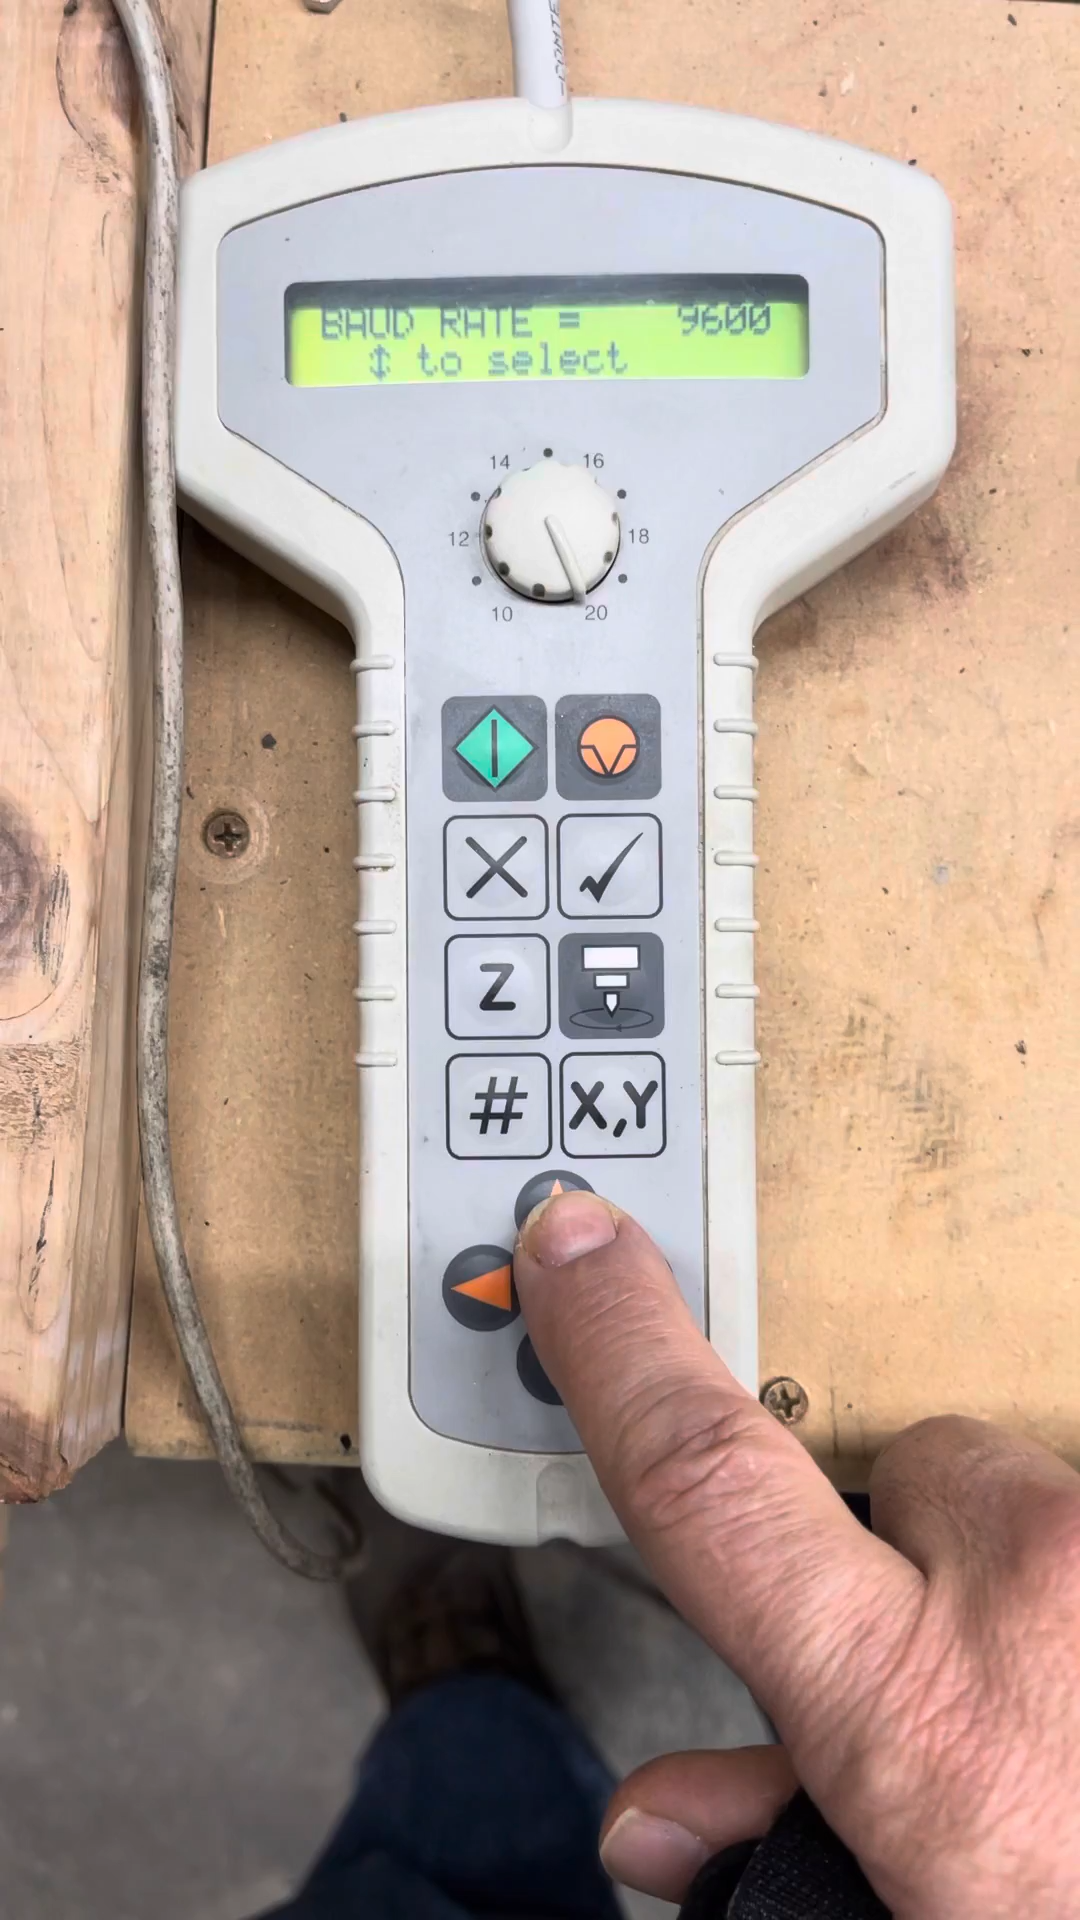 BAUD RATE = 9600
↕ to select
14 16
12 18
10 20
Z
#
X,Y